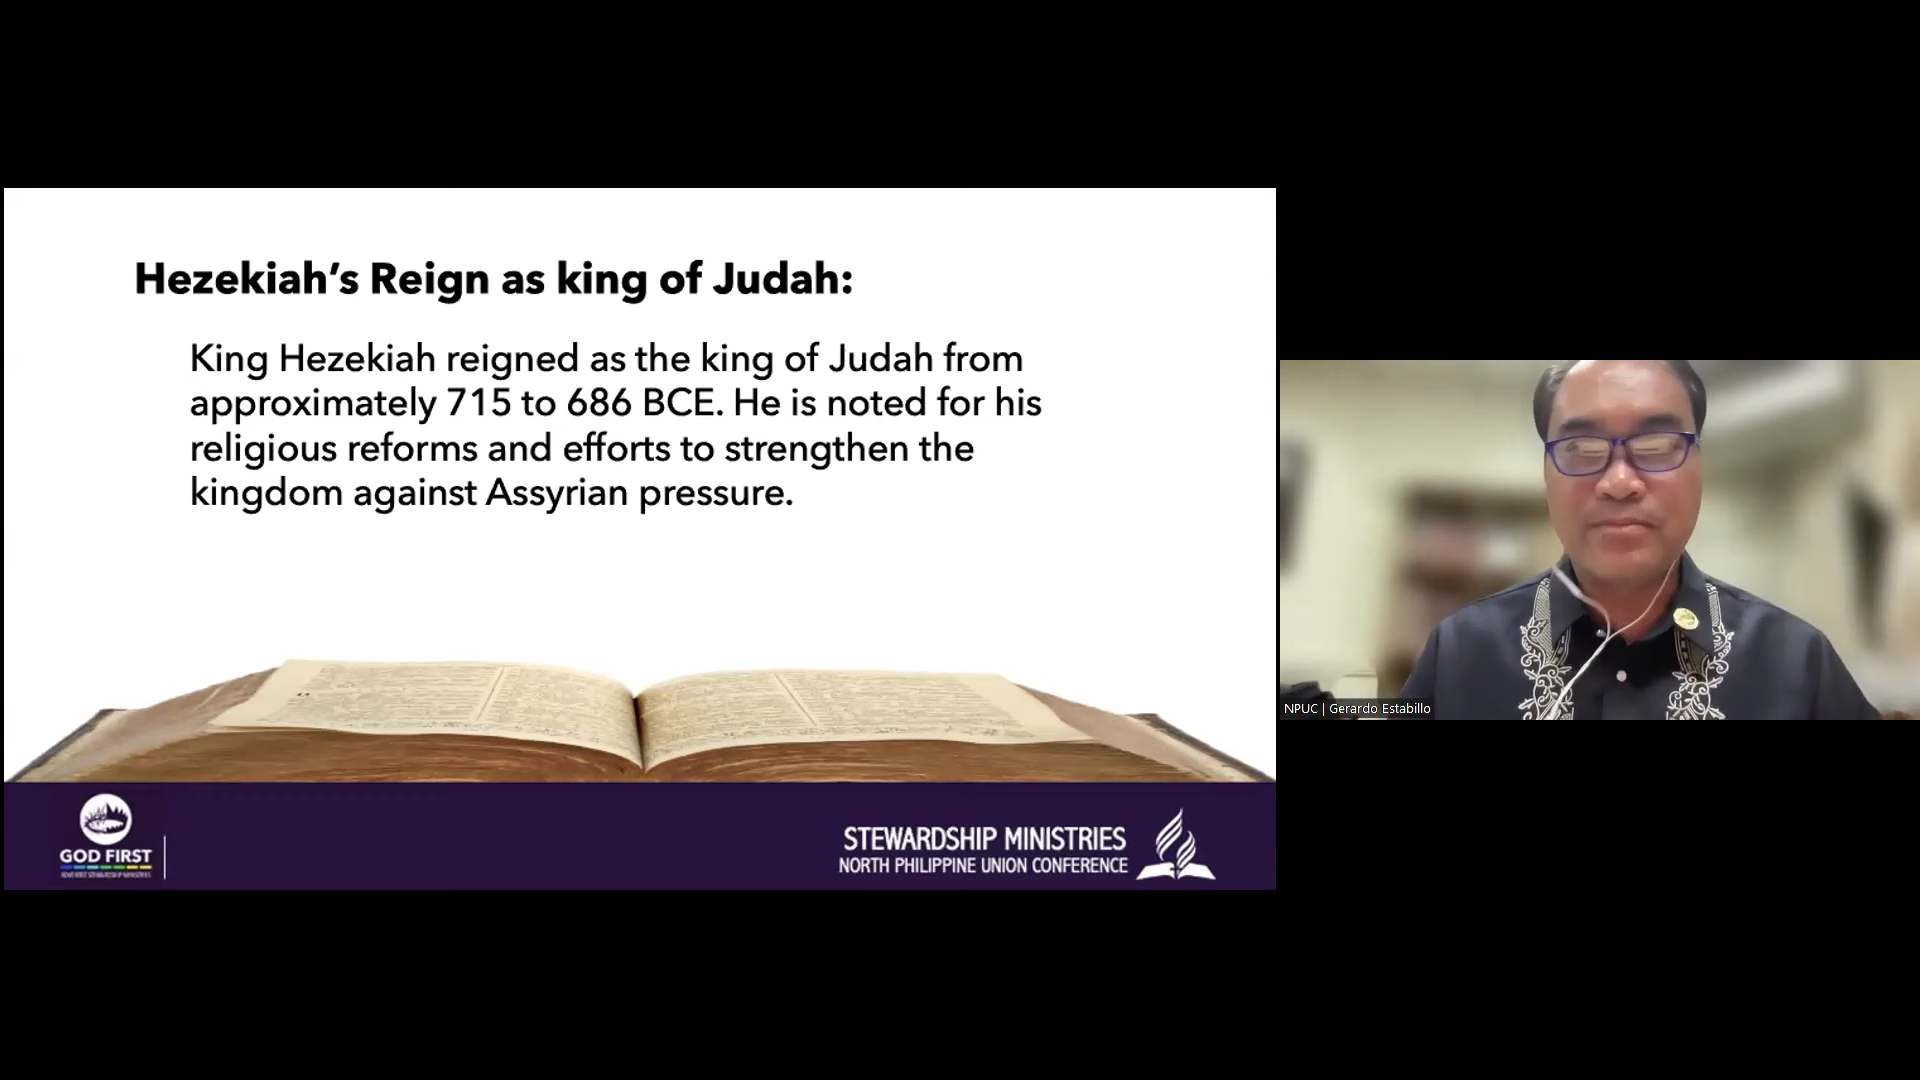 Hezekiah’s Reign as king of Judah:
King Hezekiah reigned as the king of Judah from
approximately 715 to 686 BCE. He is noted for his
religious reforms and efforts to strengthen the
kingdom against Assyrian pressure.
GOD FIRST
STEWARDSHIP MINISTRIES
NORTH PHILIPPINE UNION CONFERENCE
NPUC | Gerardo Estabillo